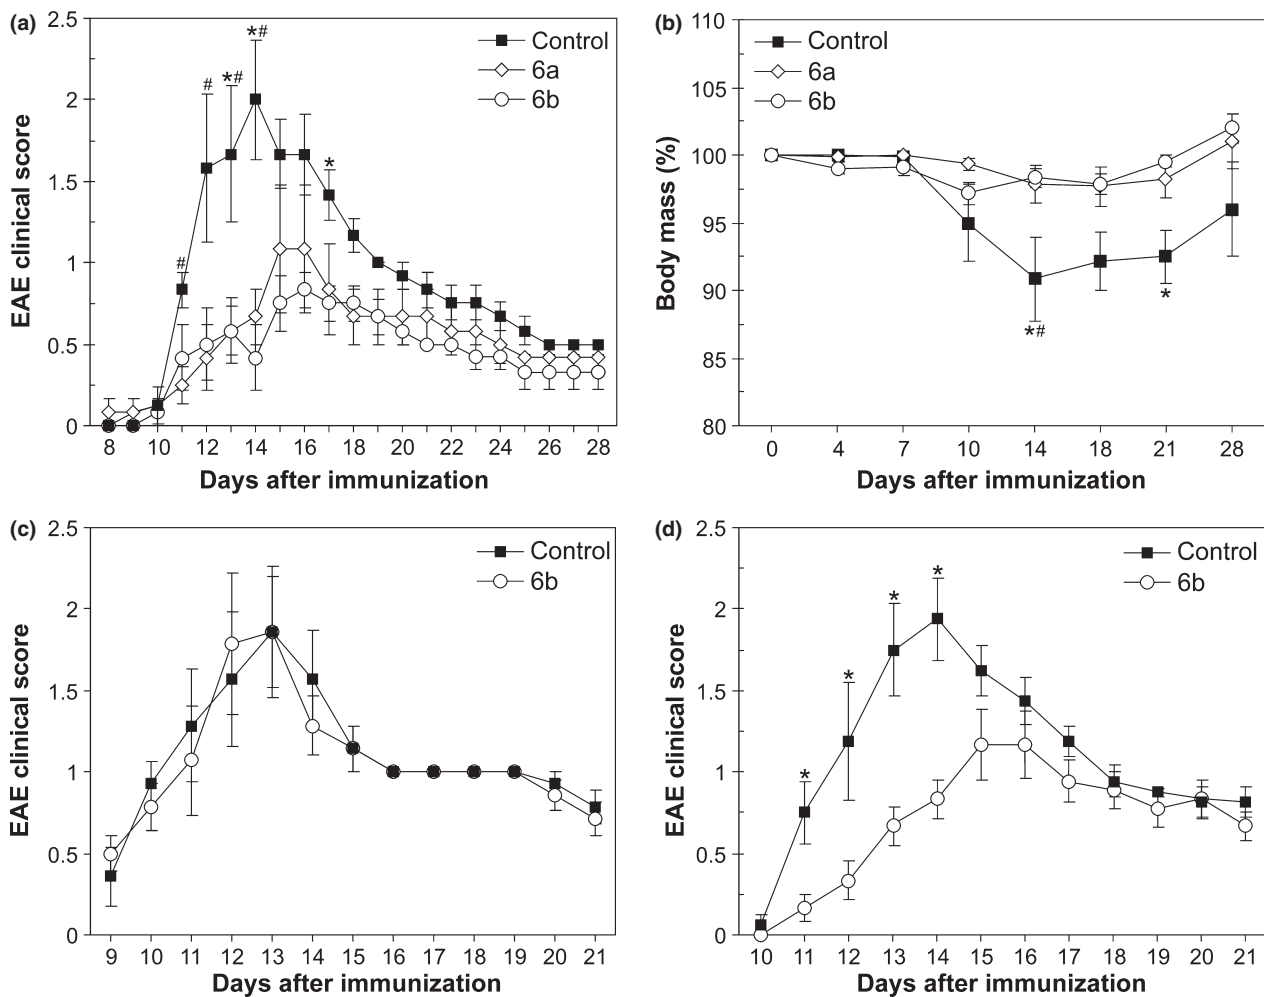 (a)
EAE clinical score
2.5
2
1.5
1
0.5
0
# # *# *# *
Control
6a
6b
8 10 12 14 16 18 20 22 24 26 28
Days after immunization
(b)
Body mass (%)
110
105
100
95
90
85
80
Control
6a
6b
*# *
0 4 7 10 14 18 21 28
Days after immunization
(c)
EAE clinical score
2.5
2
1.5
1
0.5
0
Control
6b
9 10 11 12 13 14 15 16 17 18 19 20 21
Days after immunization
(d)
EAE clinical score
2.5
2
1.5
1
0.5
0
* * * *
Control
6b
10 11 12 13 14 15 16 17 18 19 20 21
Days after immunization